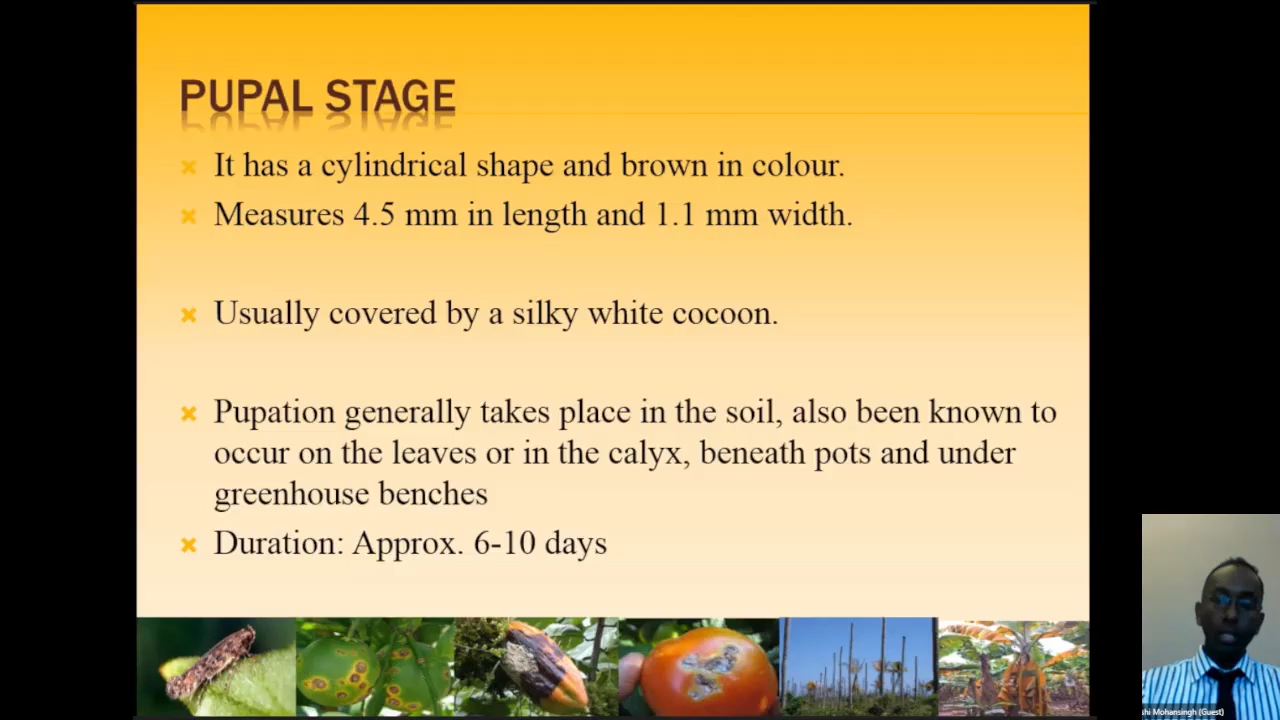 PUPAL STAGE
It has a cylindrical shape and brown in colour.
Measures 4.5 mm in length and 1.1 mm width.
Usually covered by a silky white cocoon.
Pupation generally takes place in the soil, also been known to
occur on the leaves or in the calyx, beneath pots and under
greenhouse benches
Duration: Approx. 6-10 days
shi Mohansingh (Guest)